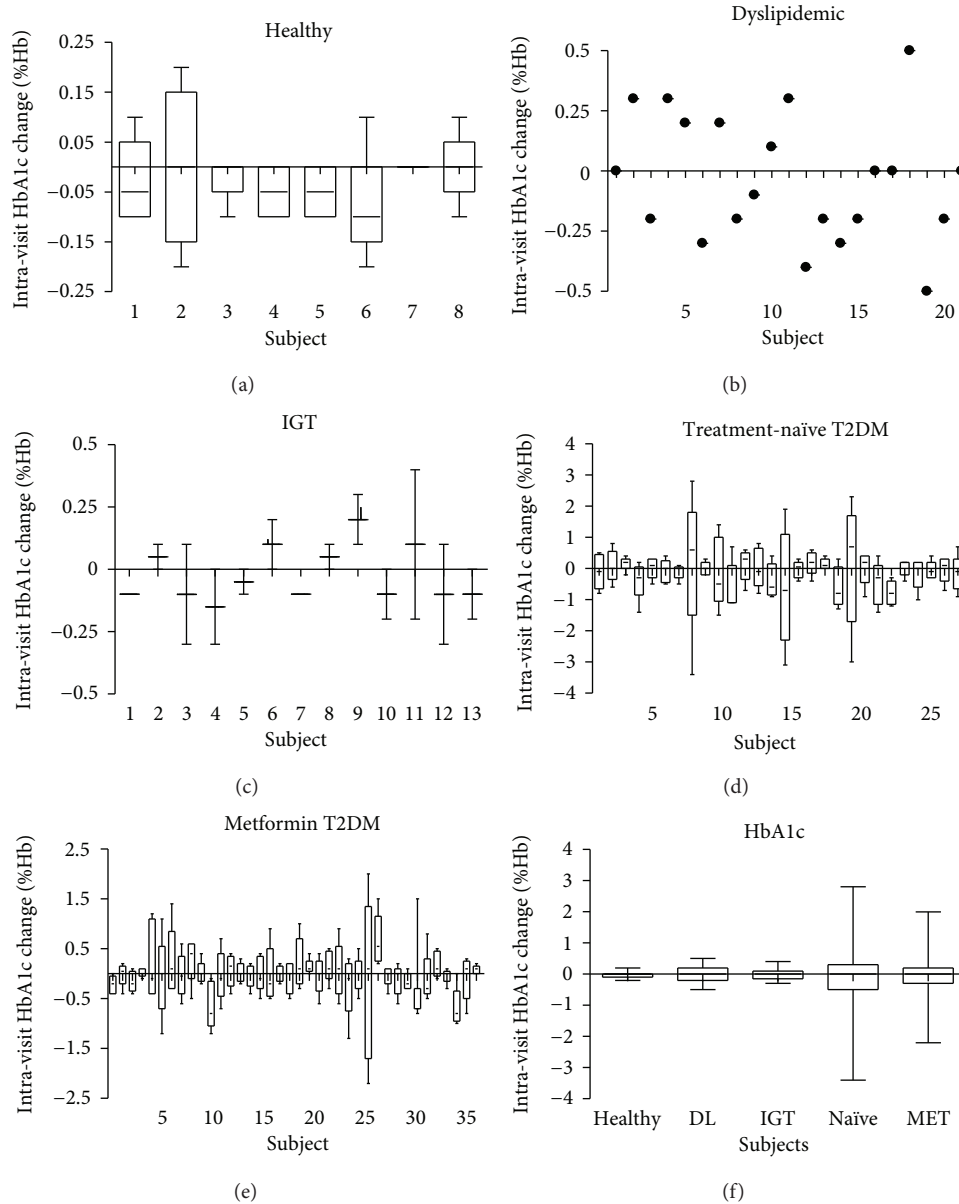 Healthy
Intra-visit HbA1c change (%Hb)
0.25
0.15
0.05
−0.05
−0.15
−0.25
1 2 3 4 5 6 7 8
Subject
(a)
Dyslipidemic
Intra-visit HbA1c change (%Hb)
0.5
0.25
0
−0.25
−0.5
5 10 15 20
Subject
(b)
IGT
Intra-visit HbA1c change (%Hb)
0.5
0.25
0
−0.25
−0.5
1 2 3 4 5 6 7 8 9 10 11 12 13
Subject
(c)
Treatment-naïve T2DM
Intra-visit HbA1c change (%Hb)
4
3
2
1
0
−1
−2
−3
−4
5 10 15 20 25
Subject
(d)
Metformin T2DM
Intra-visit HbA1c change (%Hb)
2.5
1.5
0.5
−0.5
−1.5
−2.5
5 10 15 20 25 30 35
Subject
(e)
HbA1c
Intra-visit HbA1c change (%Hb)
4
3
2
1
0
−1
−2
−3
−4
Healthy DL IGT Naïve MET
Subjects
(f)